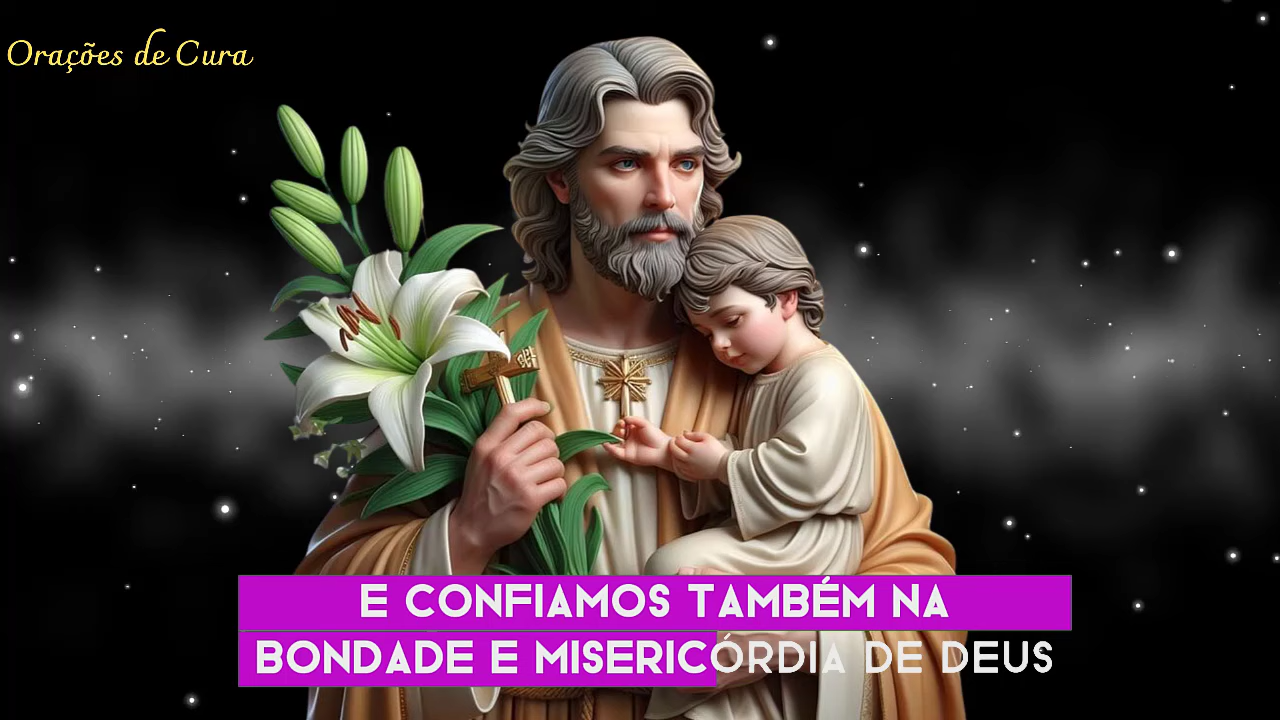 Orações de Cura
E CONFIAMOS TAMBÉM NA
BONDADE E MISERICÓRDIA DE DEUS